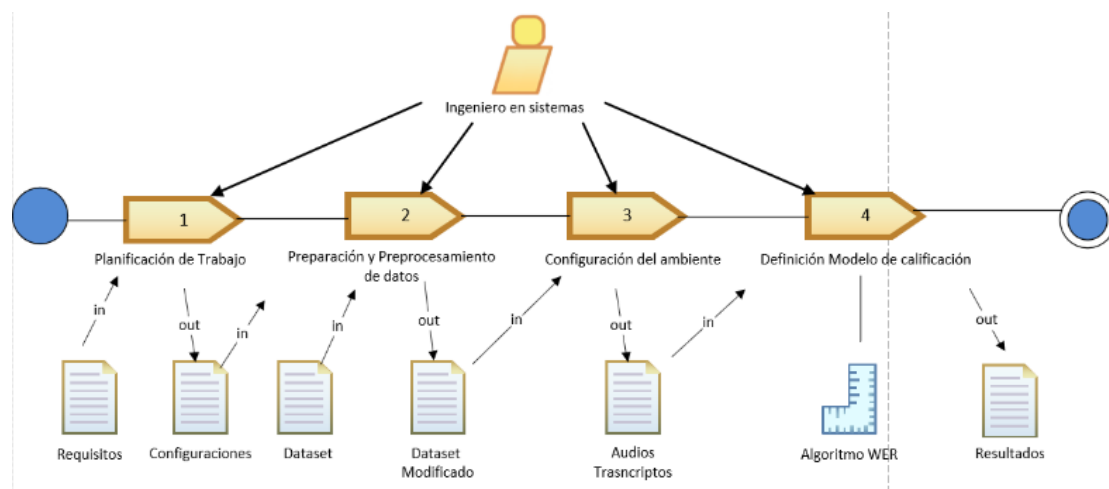 Ingeniero en sistemas
1
2
3
4
Planificación de Trabajo
Preparación y Preprocesamiento
de datos
Configuración del ambiente
Definición Modelo de calificación
in
out
in
in
out
in
out
in
out
Requisitos
Configuraciones
Dataset
Dataset
Modificado
Audios
Trasncriptos
Algoritmo WER
Resultados